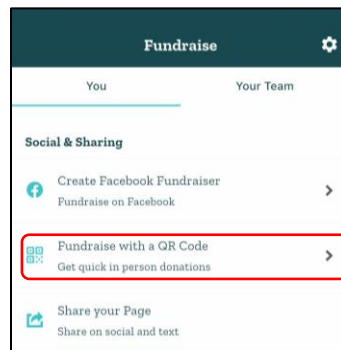 Fundraise
You Your Team
Social & Sharing
Create Facebook Fundraiser
Fundraise on Facebook
Fundraise with a QR Code
Get quick in person donations
Share your Page
Share on social and text